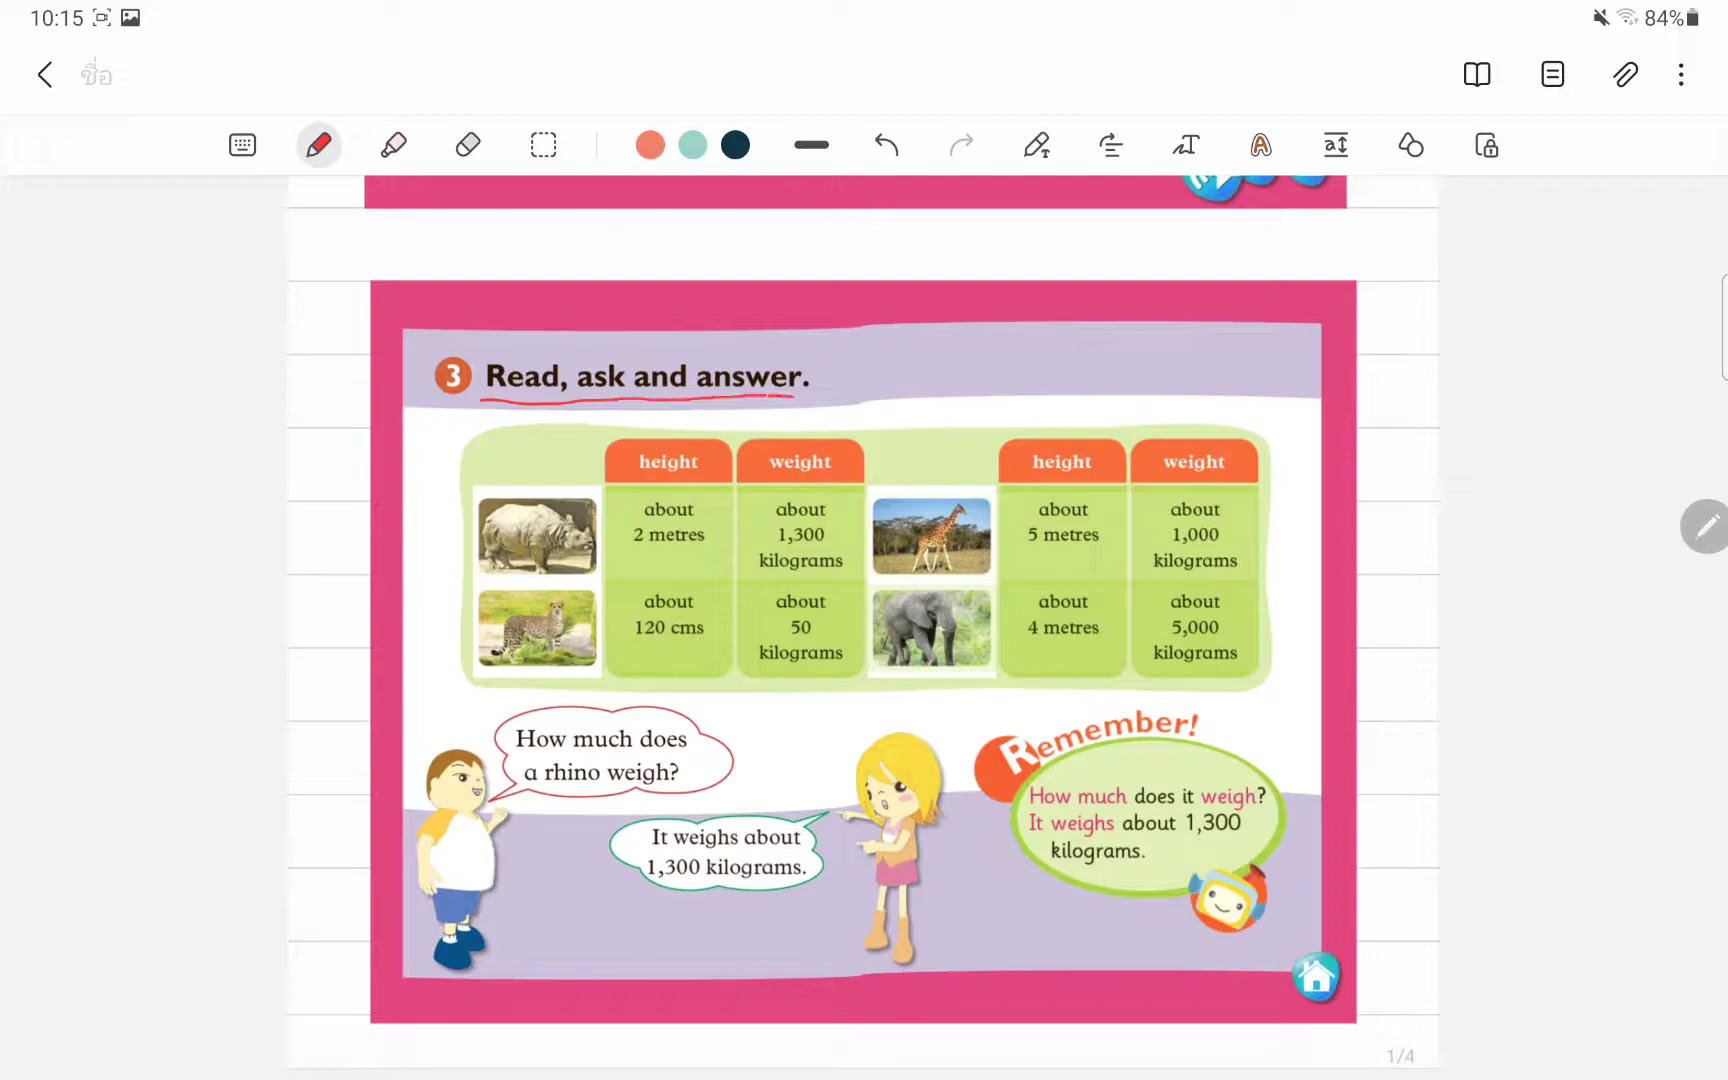 10:15
84%
ชื่อ
3 Read, ask and answer.
height weight height weight
about
2 metres
about
1,300
kilograms
about
5 metres
about
1,000
kilograms
about
120 cms
about
50
kilograms
about
4 metres
about
5,000
kilograms
How much does
a rhino weigh?
It weighs about
1,300 kilograms.
Remember!
How much does it weigh?
It weighs about 1,300
kilograms.
1/4